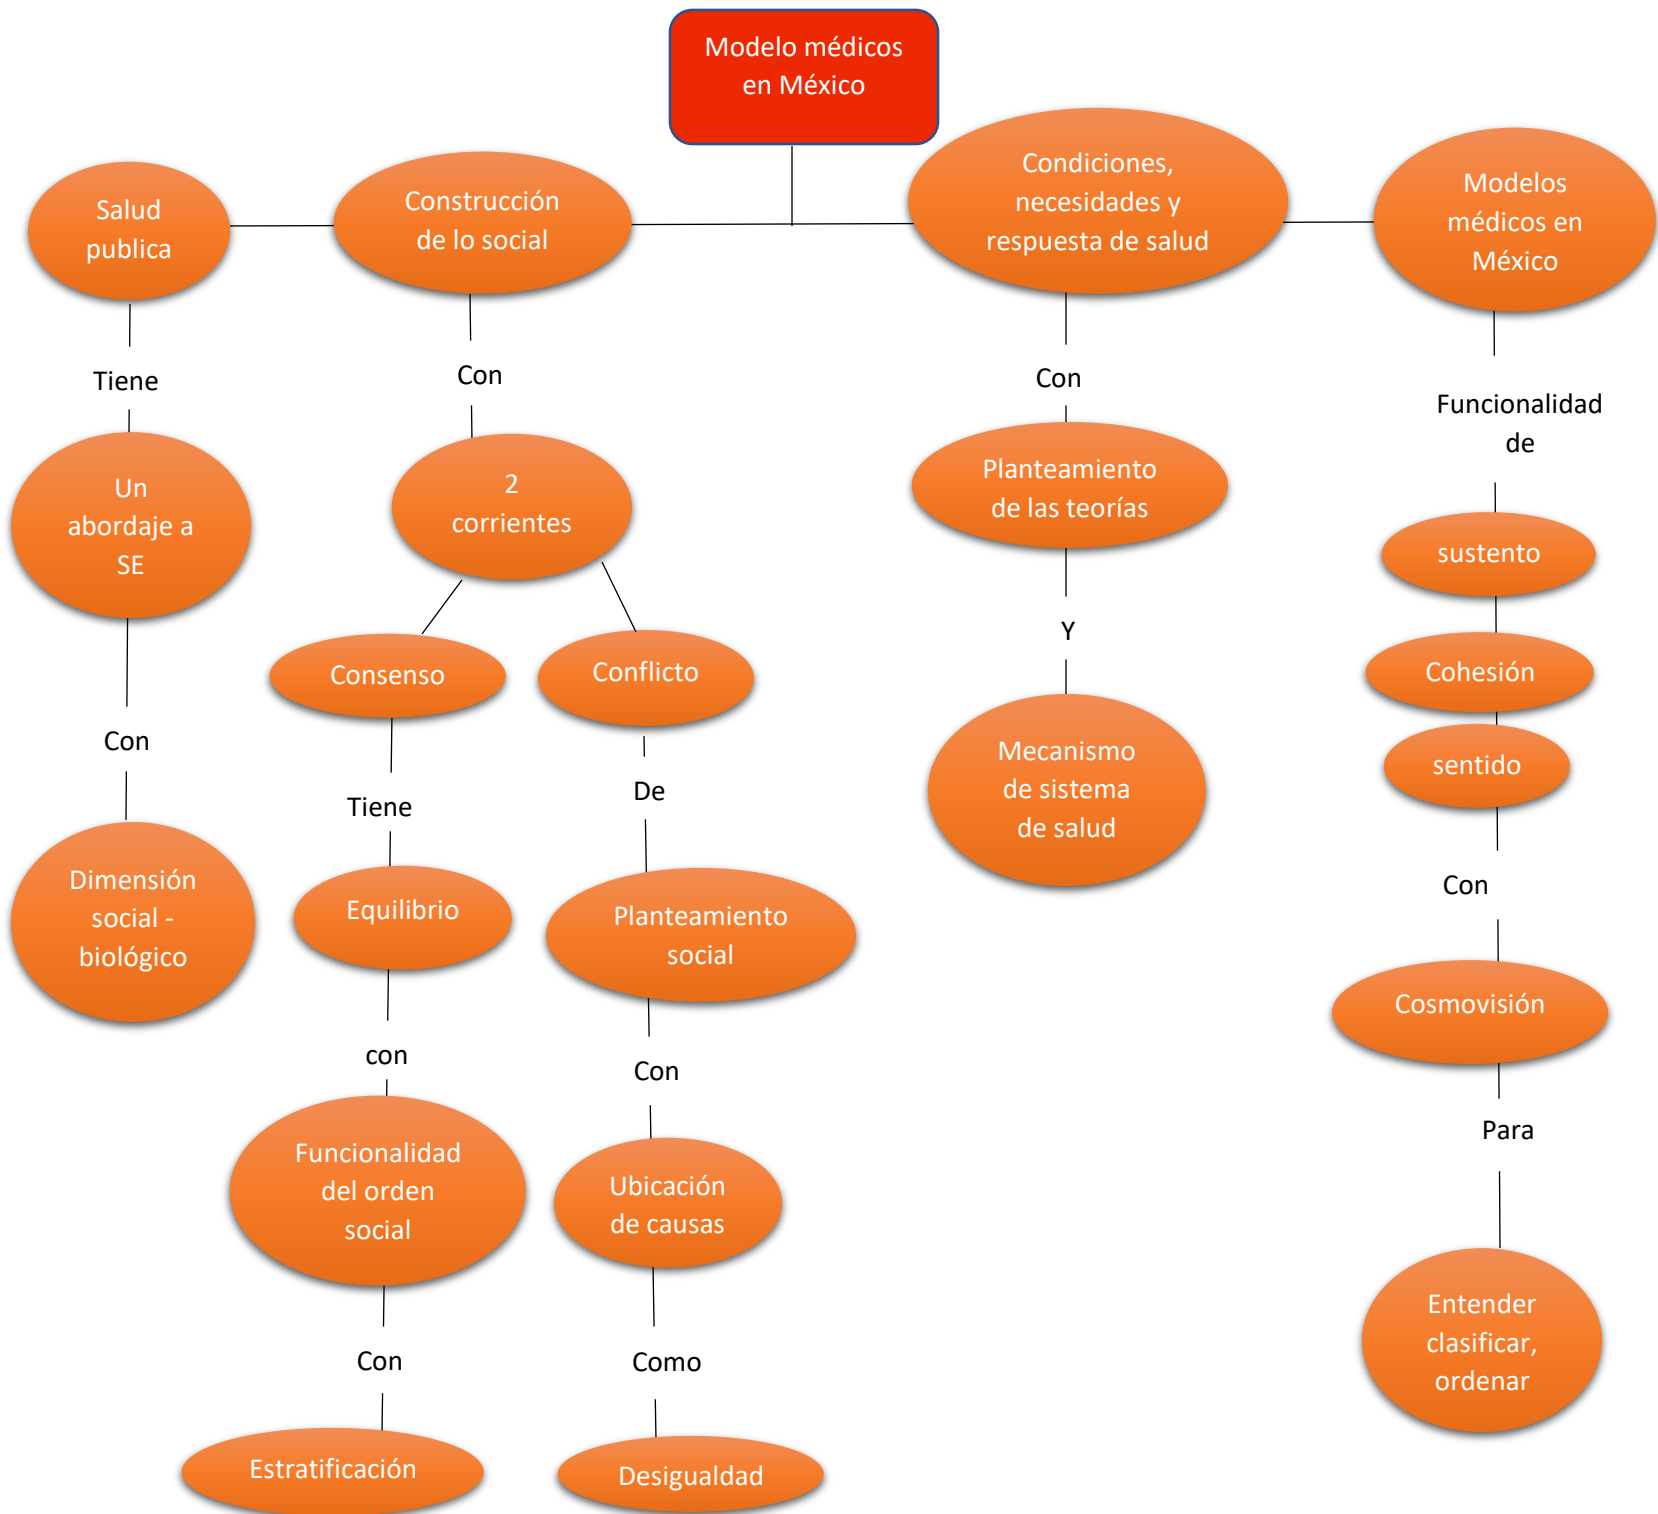 Modelo médicos
en México
Salud
publica
Construcción
de lo social
Condiciones,
necesidades y
respuesta de salud
Modelos
médicos en
México
Tiene
Con
Con
Funcionalidad
de
Un
abordaje a
SE
2
corrientes
Planteamiento
de las teorías
sustento
Consenso
Conflicto
Y
Cohesión
Con
Tiene
De
Mecanismo
de sistema
de salud
sentido
Con
Dimensión
social -
biológico
Equilibrio
Planteamiento
social
Cosmovisión
con
Con
Para
Funcionalidad
del orden
social
Ubicación
de causas
Entender
clasificar,
ordenar
Con
Como
Estratificación
Desigualdad